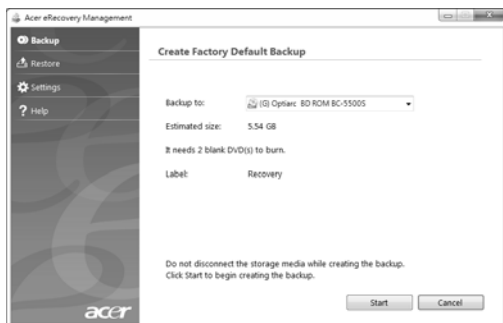 Acer eRecovery Management
Backup
Restore
Settings
Help
Create Factory Default Backup
Backup to: (G) Optiarc BD ROM BC-5500S
Estimated size: 5.54 GB
It needs 2 blank DVD(s) to burn.
Label: Recovery
Do not disconnect the storage media while creating the backup.
Click Start to begin creating the backup.
Start Cancel
acer